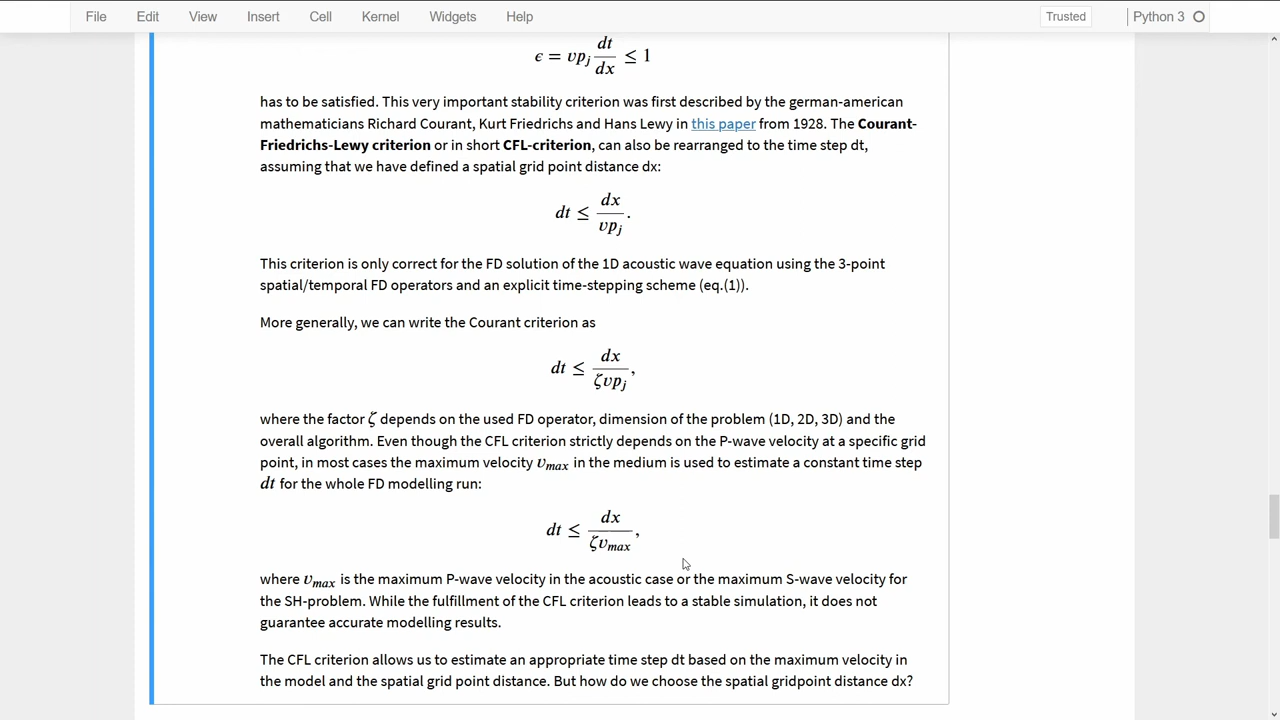 File Edit View Insert Cell Kernel Widgets Help Trusted Python 3
ϵ = vp_j dt/dx ≤ 1
has to be satisfied. This very important stability criterion was first described by the german-american
mathematicians Richard Courant, Kurt Friedrichs and Hans Lewy in this paper from 1928. The Courant-
Friedrichs-Lewy criterion or in short CFL-criterion, can also be rearranged to the time step dt,
assuming that we have defined a spatial grid point distance dx:
dt ≤ dx/vp_j.
This criterion is only correct for the FD solution of the 1D acoustic wave equation using the 3-point
spatial/temporal FD operators and an explicit time-stepping scheme (eq.(1)).
More generally, we can write the Courant criterion as
dt ≤ dx/ζvp_j,
where the factor ζ depends on the used FD operator, dimension of the problem (1D, 2D, 3D) and the
overall algorithm. Even though the CFL criterion strictly depends on the P-wave velocity at a specific grid
point, in most cases the maximum velocity v_max in the medium is used to estimate a constant time step
dt for the whole FD modelling run:
dt ≤ dx/ζv_max,
where v_max is the maximum P-wave velocity in the acoustic case or the maximum S-wave velocity for
the SH-problem. While the fulfillment of the CFL criterion leads to a stable simulation, it does not
guarantee accurate modelling results.
The CFL criterion allows us to estimate an appropriate time step dt based on the maximum velocity in
the model and the spatial grid point distance. But how do we choose the spatial gridpoint distance dx?